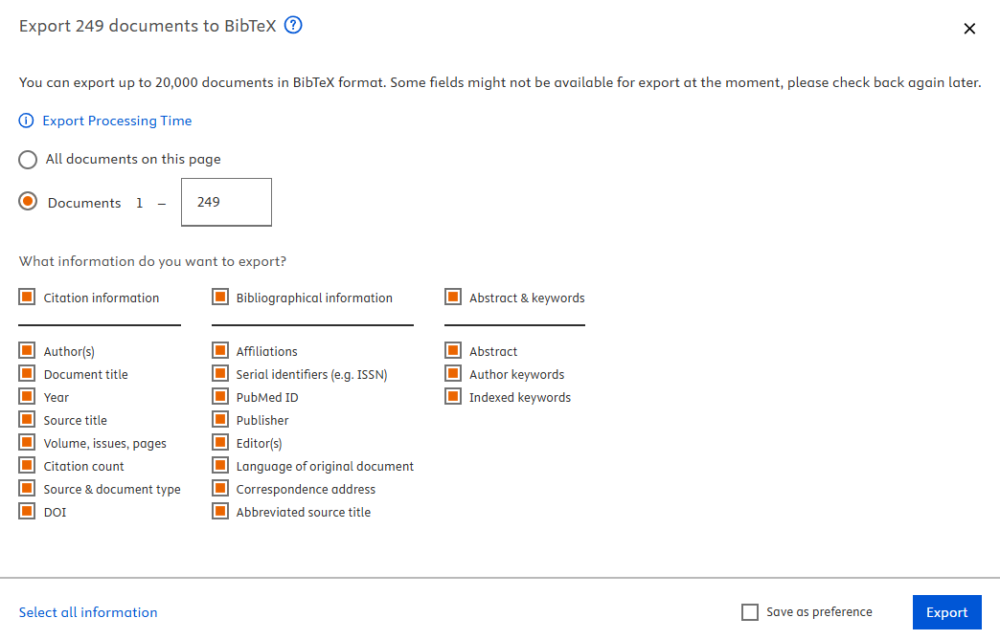 Export 249 documents to BibTeX ?
You can export up to 20,000 documents in BibTeX format. Some fields might not be available for export at the moment, please check back again later.
Export Processing Time
All documents on this page
Documents 1 – 249
What information do you want to export?
Citation information
Author(s)
Document title
Year
Source title
Volume, issues, pages
Citation count
Source & document type
DOI
Bibliographical information
Affiliations
Serial identifiers (e.g. ISSN)
PubMed ID
Publisher
Editor(s)
Language of original document
Correspondence address
Abbreviated source title
Abstract & keywords
Abstract
Author keywords
Indexed keywords
Select all information
Save as preference
Export